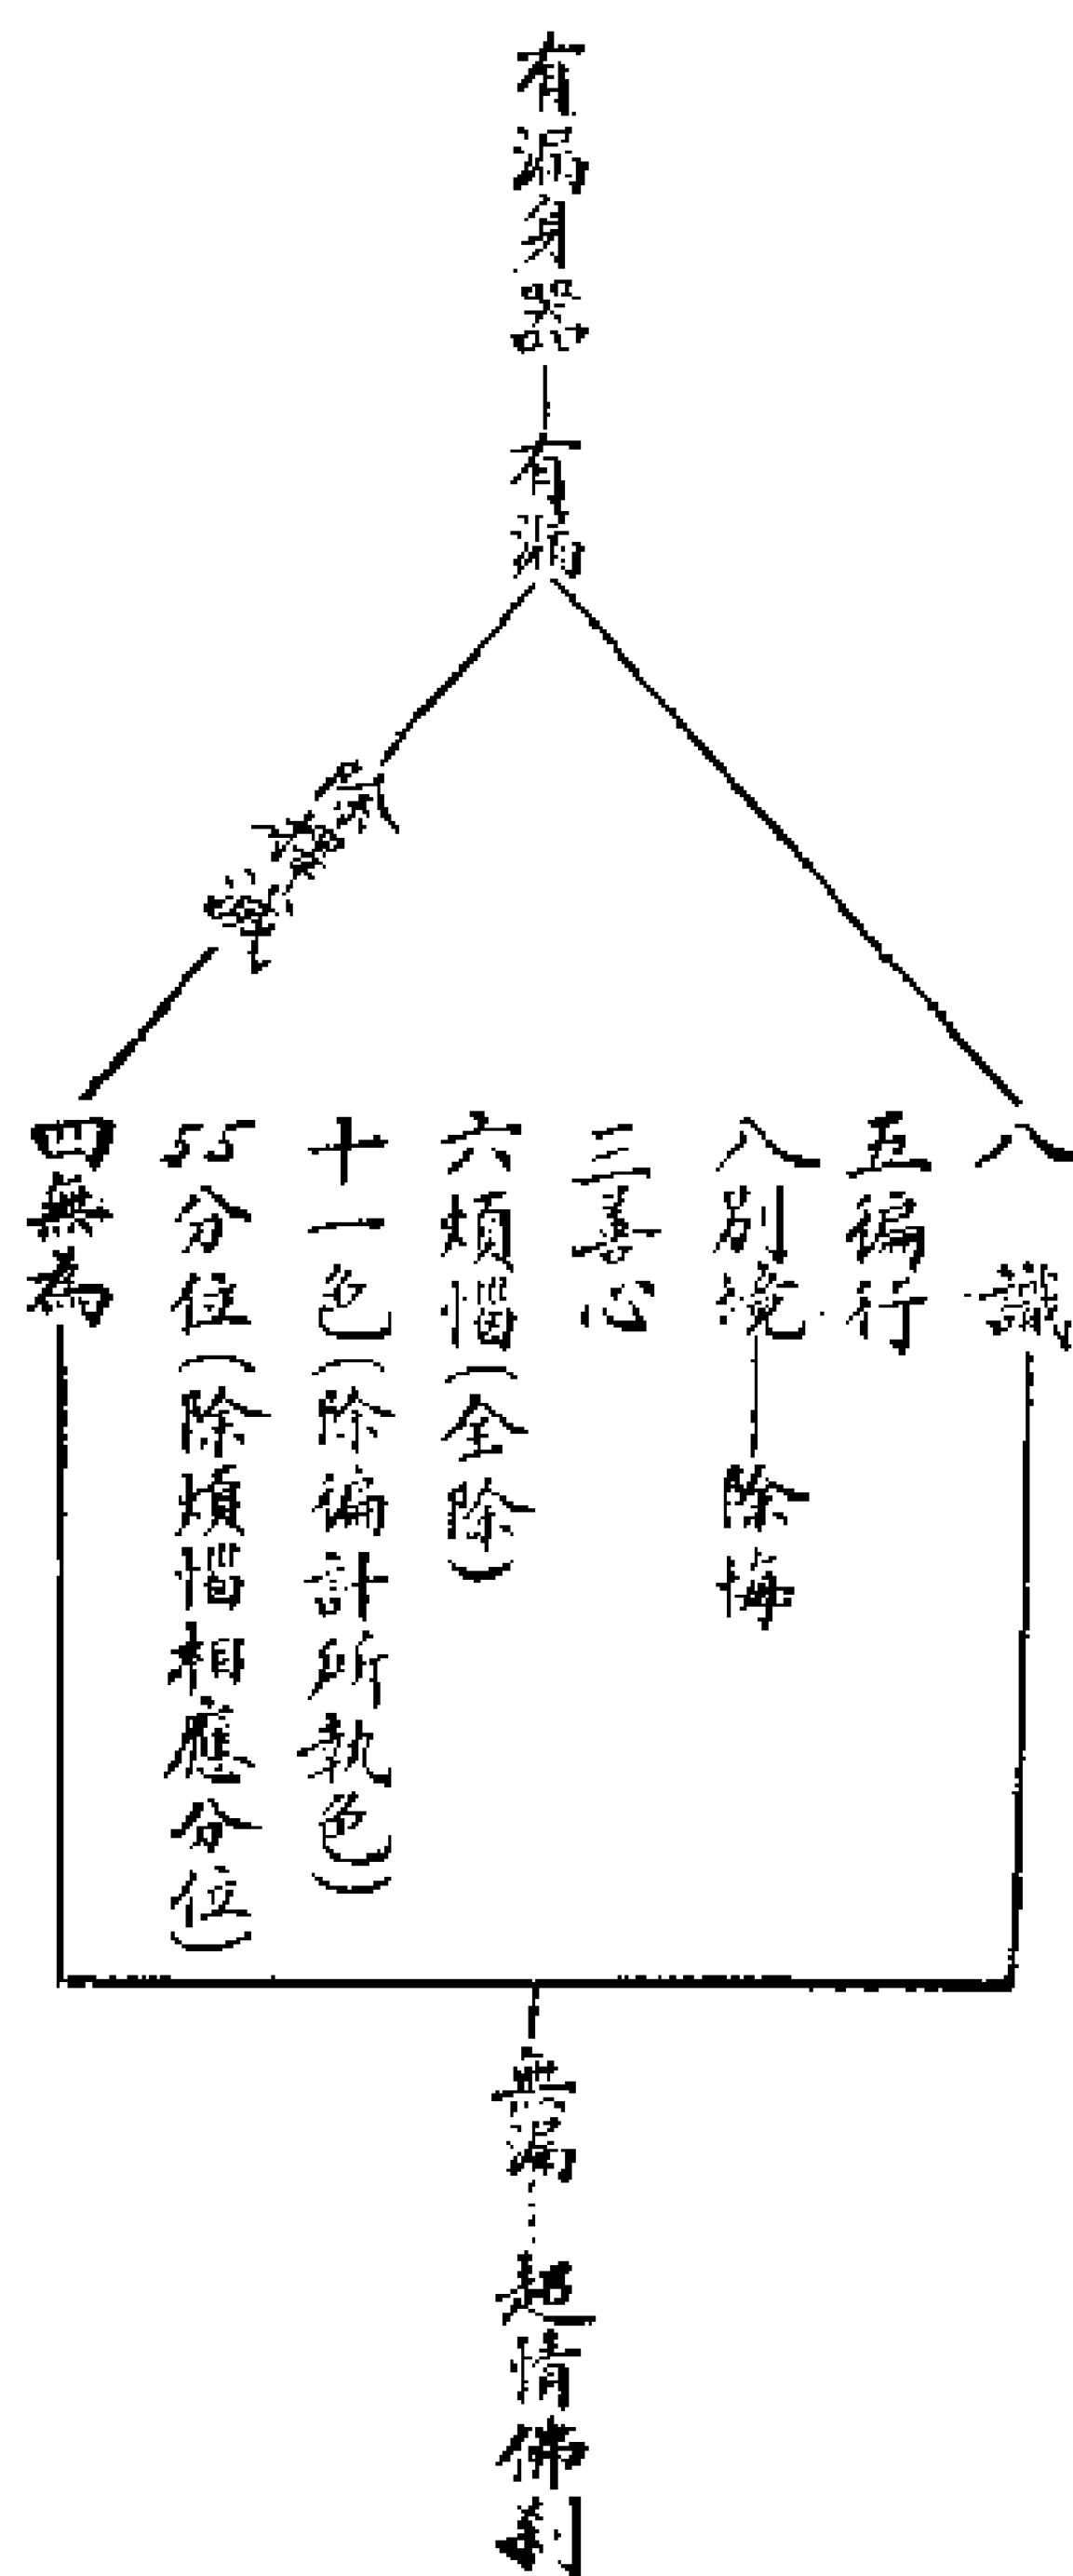 有漏身器
有漏
八識
五徧行
八別境
除悔
三善心
六煩惱(全除)
十一色(除徧計所執色)
55分位(除煩惱相應分位)
四無為
無漏
超情佛刹